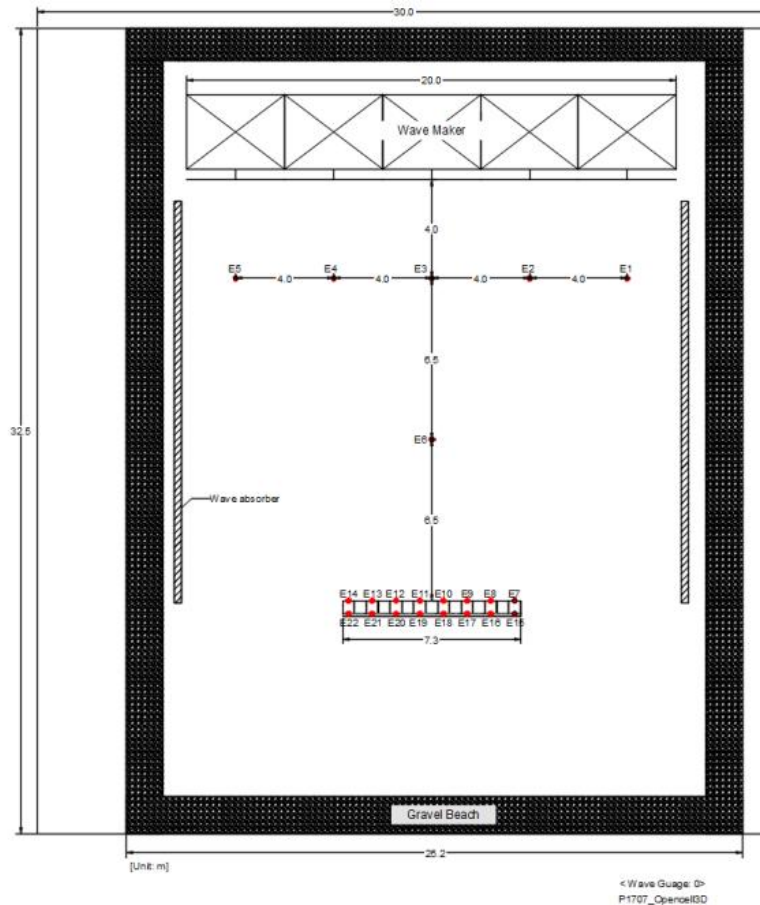 30.0
20.0
Wave Maker
4.0
E5 E4 E3 E2 E1
4.0 4.0 4.0 4.0
6.5
32.5
E6
Wave absorber
6.5
E14 E13 E12 E11 E10 E9 E8 E7
E22 E21 E20 E19 E18 E17 E16 E15
7.3
Gravel Beach
25.2
[Unit: m]
< Wave Guage: 0>
P1707_Opencell3D